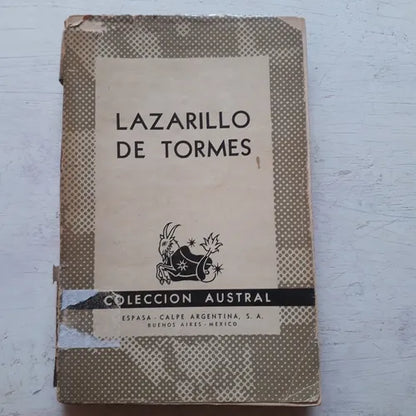 LAZARILLO
DE TORMES
COLECCION AUSTRAL
ESPASA - CALPE ARGENTINA, S. A.
BUENOS AIRES - MEXICO